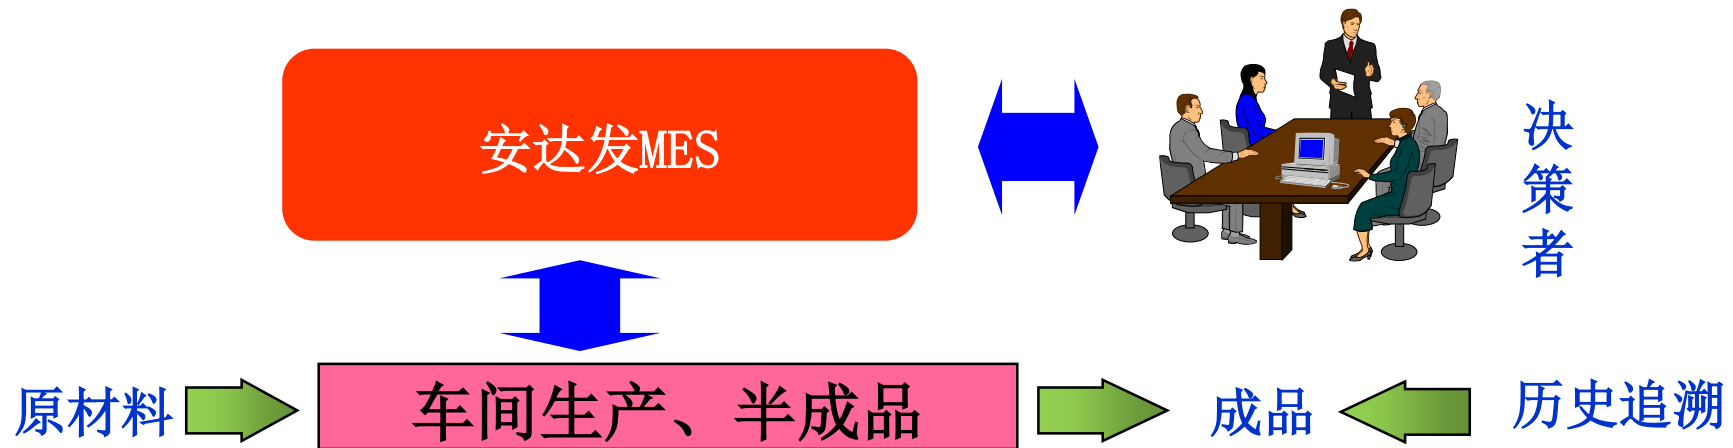 安达发MES
决策者
原材料
车间生产、半成品
成品
历史追溯